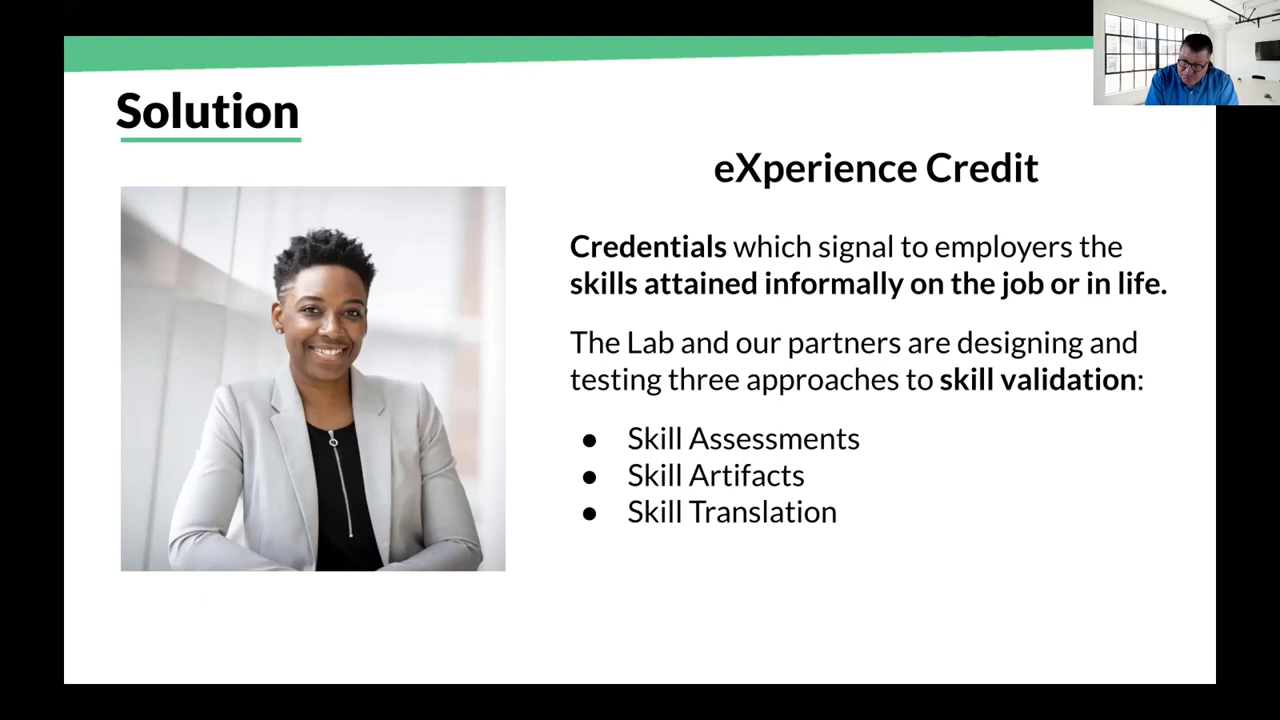 Solution
eXperience Credit
Credentials which signal to employers the
skills attained informally on the job or in life.
The Lab and our partners are designing and
testing three approaches to skill validation:
● Skill Assessments
● Skill Artifacts
● Skill Translation